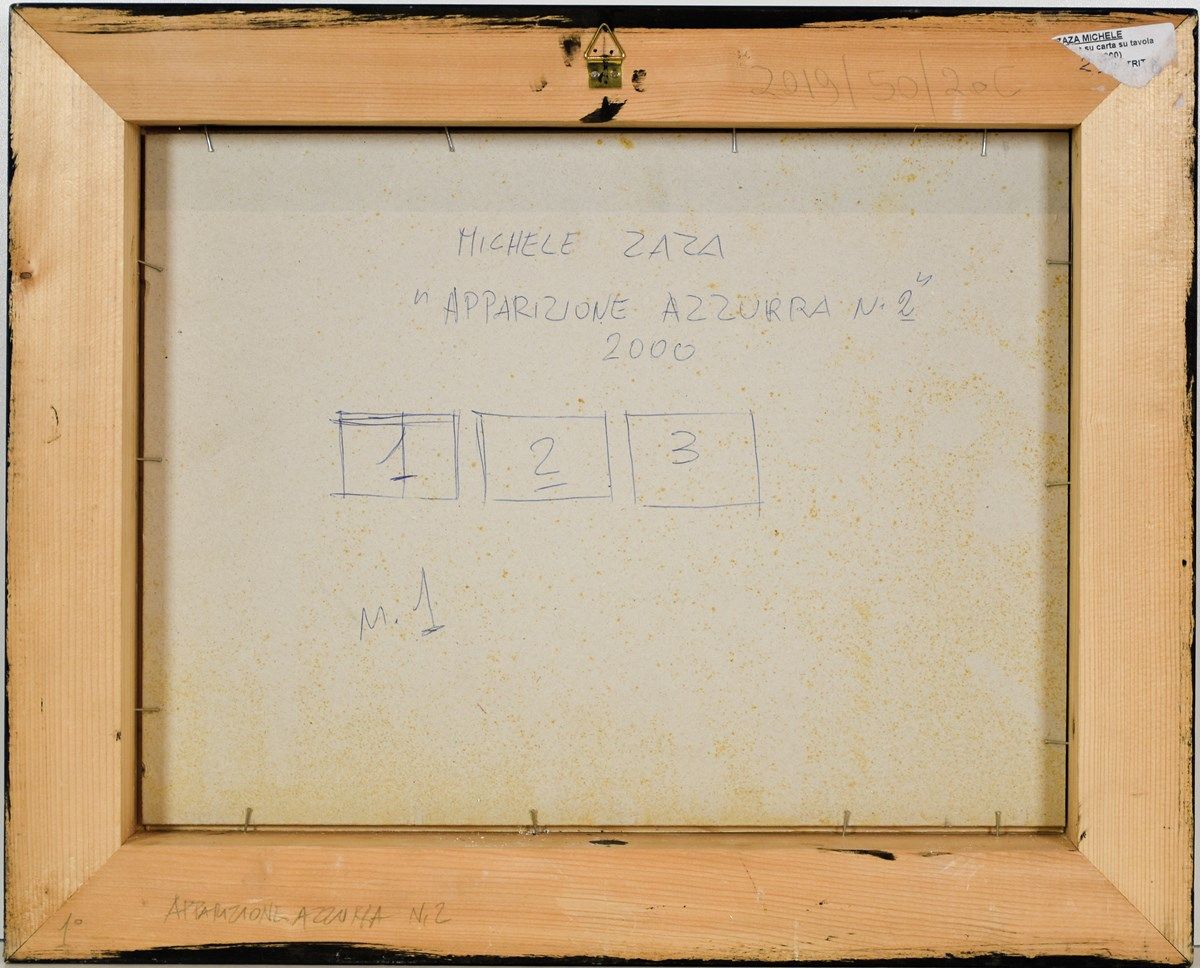 ZAZA MICHELE
su carta su tavola
TRIT
2019/50/20C
MICHELE ZAZA
"APPARIZIONE AZZURRA N. 2"
2000
1 2 3
N. 1
APPARIZIONE AZZURRA N. 2
1°